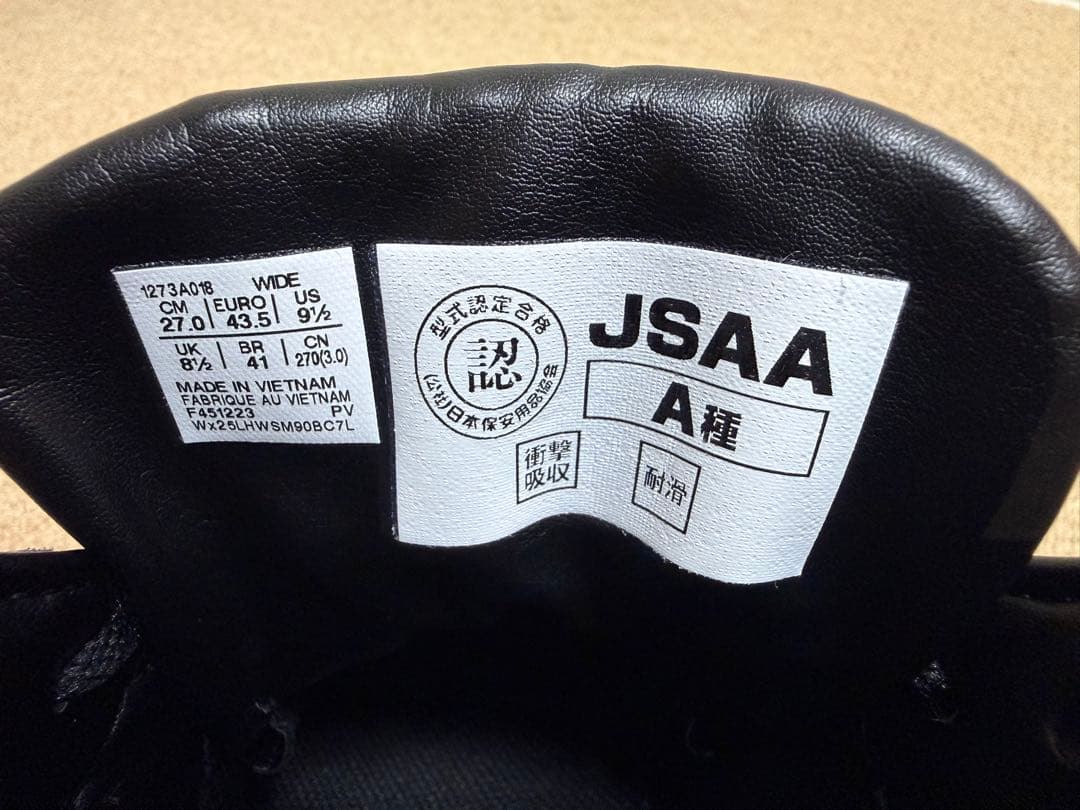 1273A018 WIDE
CM EURO US
27.0 43.5 9½
UK BR CN
8½ 41 270(3.0)
MADE IN VIETNAM
FABRIQUE AU VIETNAM
F451223 PV
Wx25LHWSM90BC7L
型式認定合格
認
(公社)日本保安用品協会
JSAA
A種
衝撃
吸収
耐滑